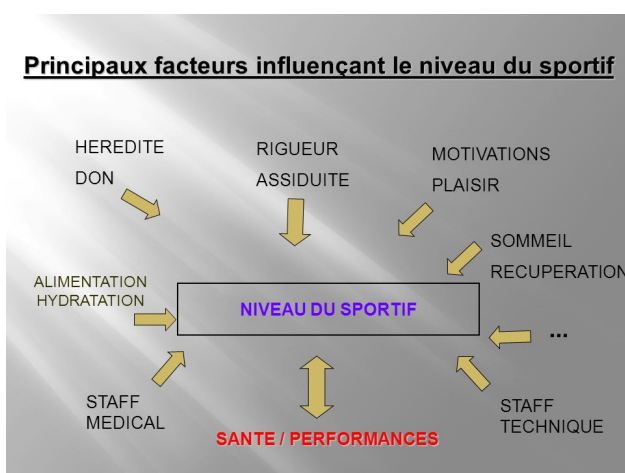 Principaux facteurs influençant le niveau du sportif
HEREDITE
DON
RIGUEUR
ASSIDUITE
MOTIVATIONS
PLAISIR
SOMMEIL
RECUPERATION
ALIMENTATION
HYDRATATION
NIVEAU DU SPORTIF
...
STAFF
MEDICAL
STAFF
TECHNIQUE
SANTE / PERFORMANCES